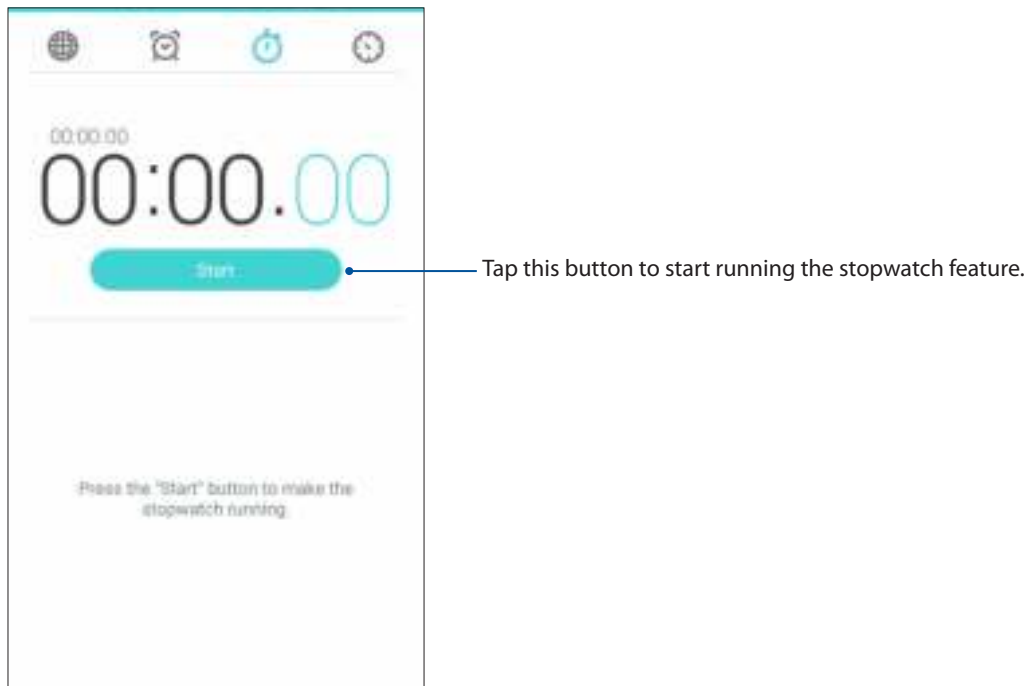 00:00.00
00:00.00
Start
Tap this button to start running the stopwatch feature.
Press the "Start" button to make the
stopwatch running.